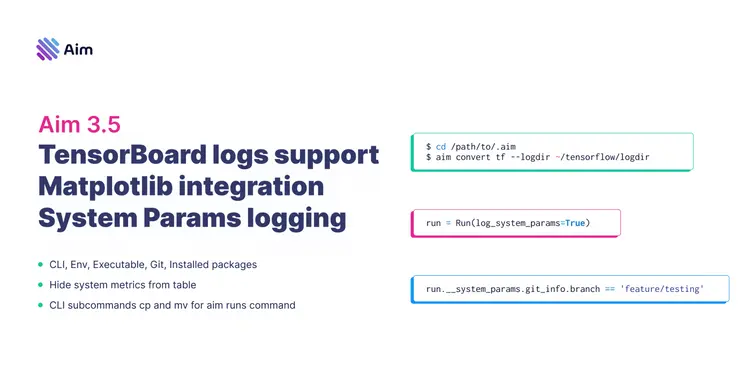 Aim
Aim 3.5
TensorBoard logs support
Matplotlib integration
System Params logging
CLI, Env, Executable, Git, Installed packages
Hide system metrics from table
CLI subcommands cp and mv for aim runs command
$ cd /path/to/.aim
$ aim convert tf --logdir ~/tensorflow/logdir
run = Run(log_system_params=True)
run.__system_params.git_info.branch == 'feature/testing'